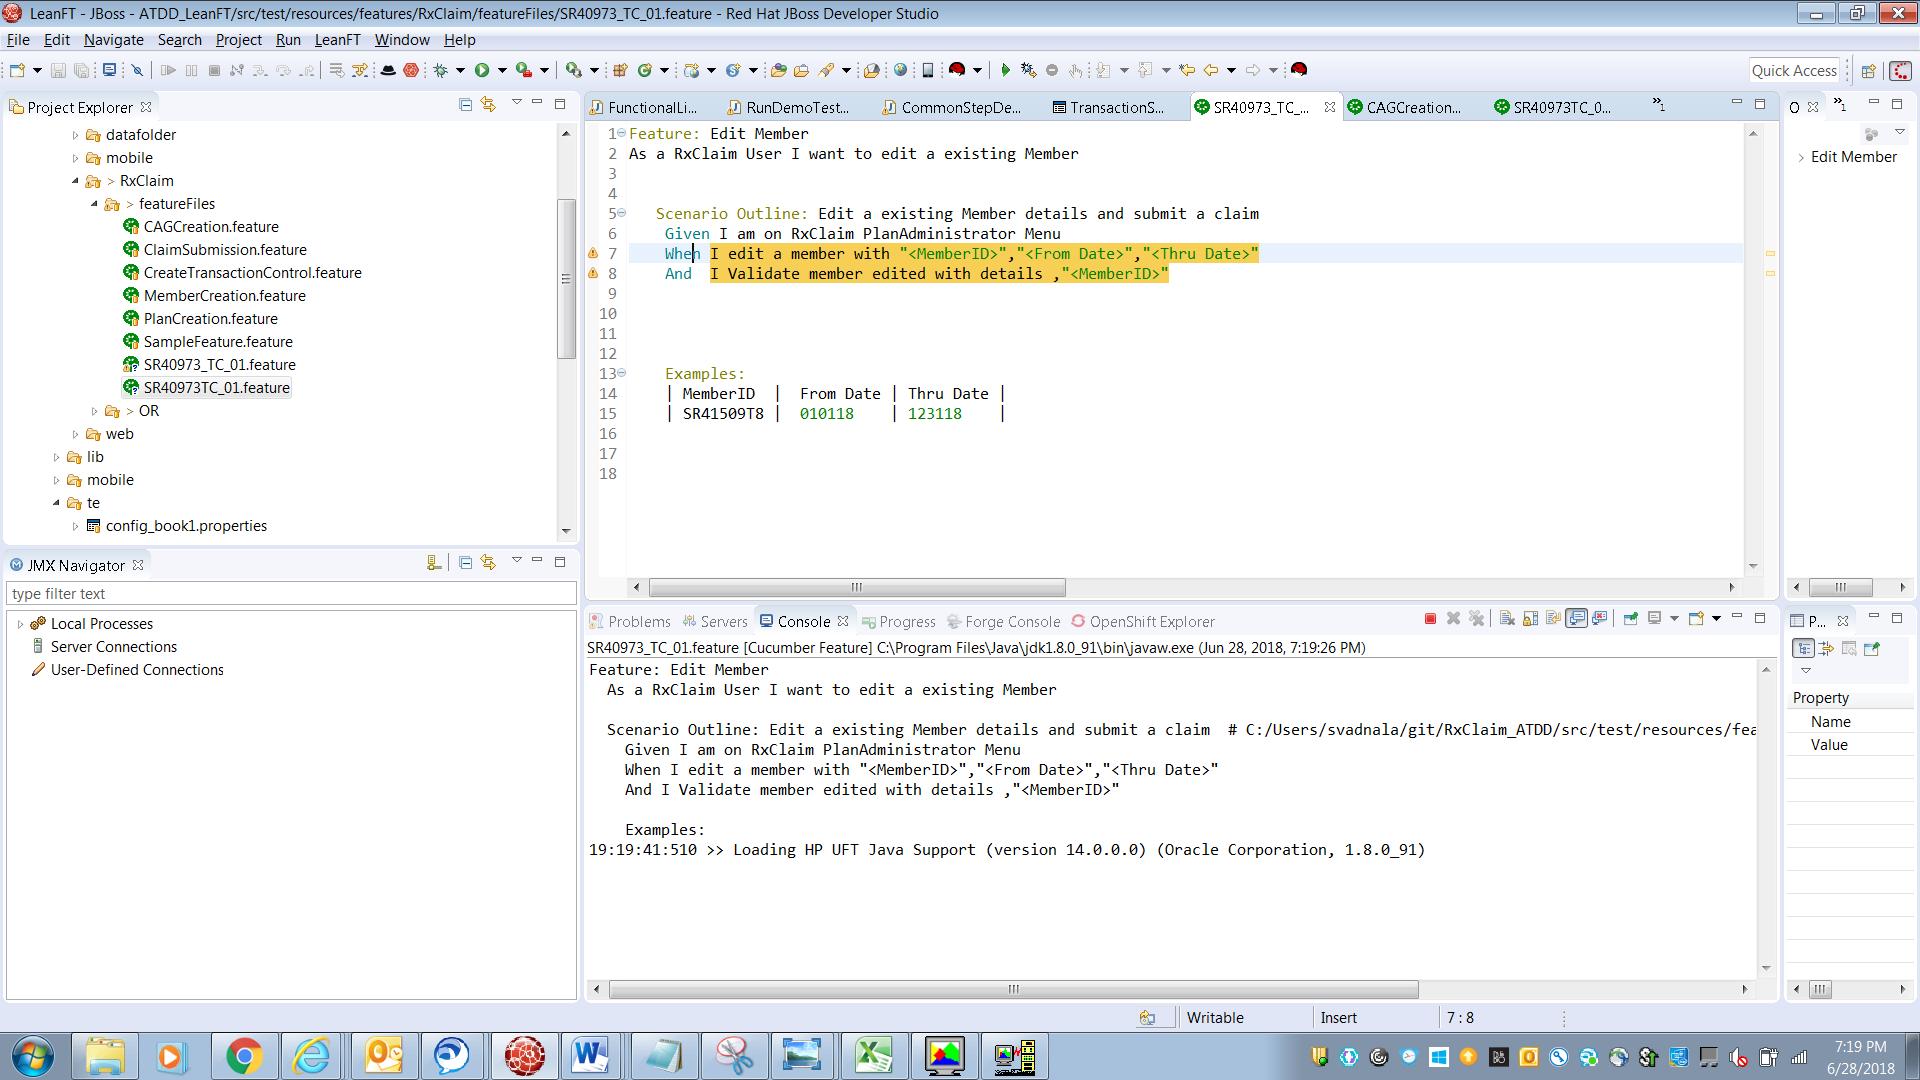 LeanFT - JBoss - ATDD_LeanFT/src/test/resources/features/RxClaim/featureFiles/SR40973_TC_01.feature - Red Hat JBoss Developer Studio
File Edit Navigate Search Project Run LeanFT Window Help
Quick Access
Project Explorer
datafolder
mobile
> RxClaim
> featureFiles
CAGCreation.feature
ClaimSubmission.feature
CreateTransactionControl.feature
MemberCreation.feature
PlanCreation.feature
SampleFeature.feature
SR40973_TC_01.feature
SR40973TC_01.feature
> OR
web
lib
mobile
te
config_book1.properties
JMX Navigator
type filter text
Local Processes
Server Connections
User-Defined Connections
FunctionalLi... RunDemoTest... CommonStepDe... TransactionS... SR40973_TC_... CAGCreation... SR40973TC_0... »1
1 Feature: Edit Member
2 As a RxClaim User I want to edit a existing Member
3
4
5 Scenario Outline: Edit a existing Member details and submit a claim
6 Given I am on RxClaim PlanAdministrator Menu
7 When I edit a member with "<MemberID>","<From Date>","<Thru Date>"
8 And I Validate member edited with details ,"<MemberID>"
9
10
11
12
13 Examples:
14 | MemberID | From Date | Thru Date |
15 | SR41509T8 | 010118 | 123118 |
16
17
18
O »1
Edit Member
Problems Servers Console Progress Forge Console OpenShift Explorer
SR40973_TC_01.feature [Cucumber Feature] C:\Program Files\Java\jdk1.8.0_91\bin\javaw.exe (Jun 28, 2018, 7:19:26 PM)
Feature: Edit Member
As a RxClaim User I want to edit a existing Member
Scenario Outline: Edit a existing Member details and submit a claim # C:/Users/svadnala/git/RxClaim_ATDD/src/test/resources/fea
Given I am on RxClaim PlanAdministrator Menu
When I edit a member with "<MemberID>","<From Date>","<Thru Date>"
And I Validate member edited with details ,"<MemberID>"
Examples:
19:19:41:510 >> Loading HP UFT Java Support (version 14.0.0.0) (Oracle Corporation, 1.8.0_91)
P...
Property
Name
Value
Writable Insert 7 : 8
7:19 PM
6/28/2018